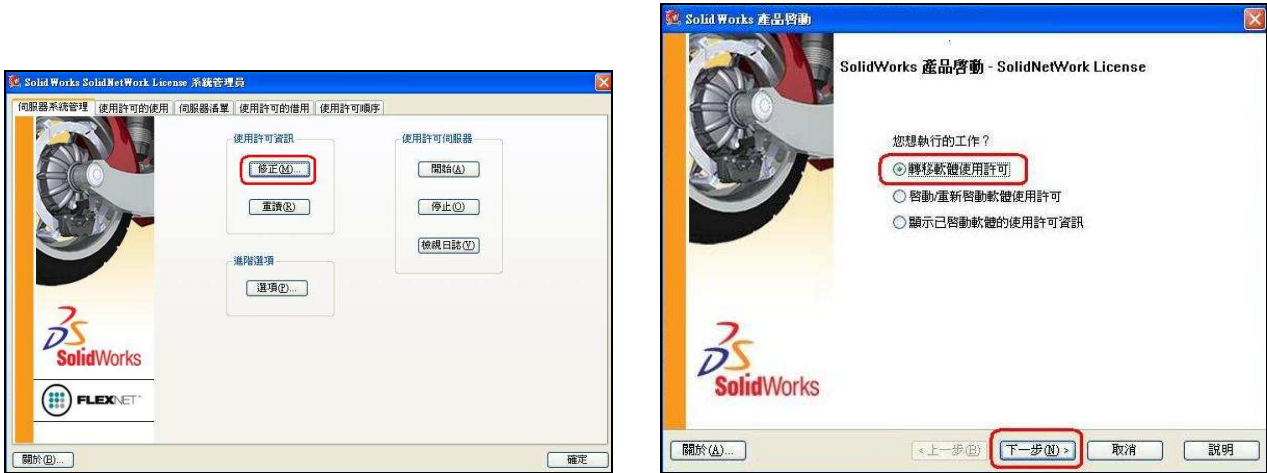 SolidWorks SolidNetWork License 系統管理員
伺服器系統管理 使用許可的使用 伺服器清單 使用許可的借用 使用許可順序
使用許可資訊
修正(M)...
重讀(R)
進階選項
選項(P)...
使用許可伺服器
開始(A)
停止(O)
檢視日誌(V)
SolidWorks
FLEXNET
關於(B)...
確定
SolidWorks 產品啓動
SolidWorks 產品啓動 - SolidNetWork License
您想執行的工作？
轉移軟體使用許可
啓動/重新啓動軟體使用許可
顯示已啓動軟體的使用許可資訊
SolidWorks
關於(A)...
<上一步(B)
下一步(N)>
取消
說明